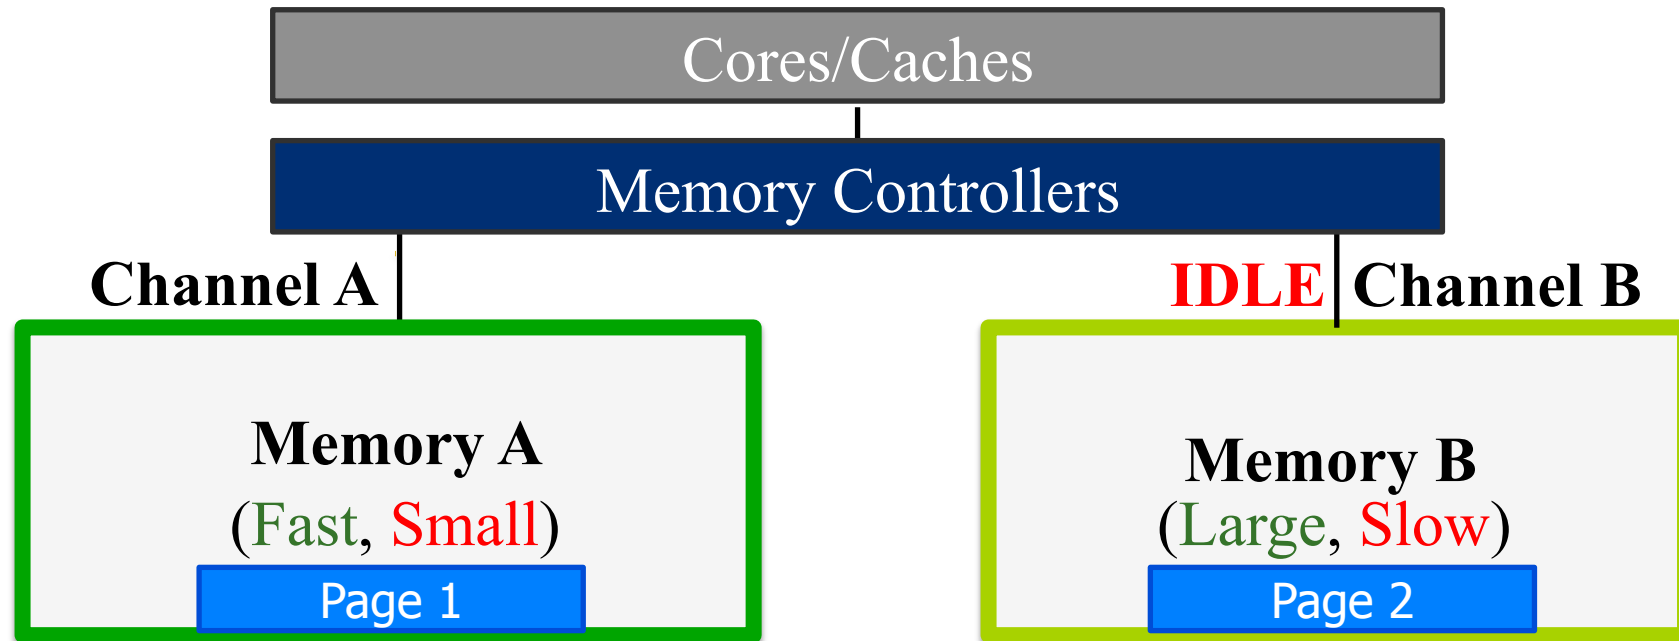 Cores/Caches
Memory Controllers
Channel A
IDLE Channel B
Memory A
(Fast, Small)
Page 1
Memory B
(Large, Slow)
Page 2